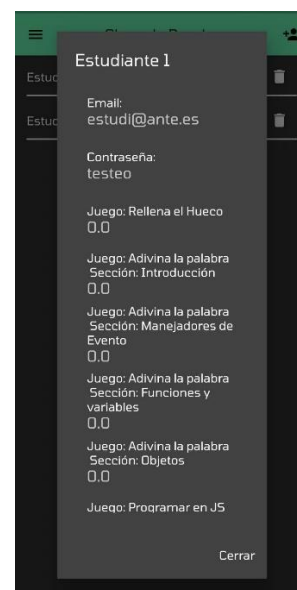 Estud
Estud
Estudiante 1
Email:
estudi@ante.es
Contraseña:
testeo
Juego: Rellena el Hueco
0.0
Juego: Adivina la palabra
Sección: Introducción
0.0
Juego: Adivina la palabra
Sección: Manejadores de
Evento
0.0
Juego: Adivina la palabra
Sección: Funciones y
variables
0.0
Juego: Adivina la palabra
Sección: Objetos
0.0
Juego: Programar en JS
Cerrar